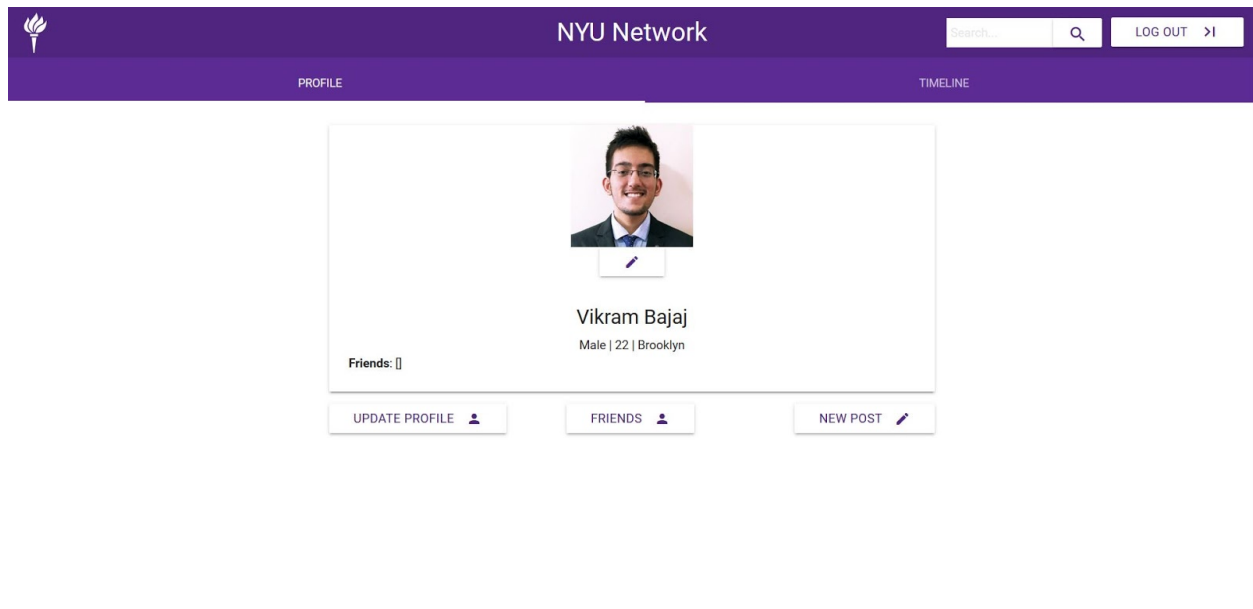 NYU Network
Search...
LOG OUT
PROFILE
TIMELINE
Vikram Bajaj
Male | 22 | Brooklyn
Friends: []
UPDATE PROFILE
FRIENDS
NEW POST